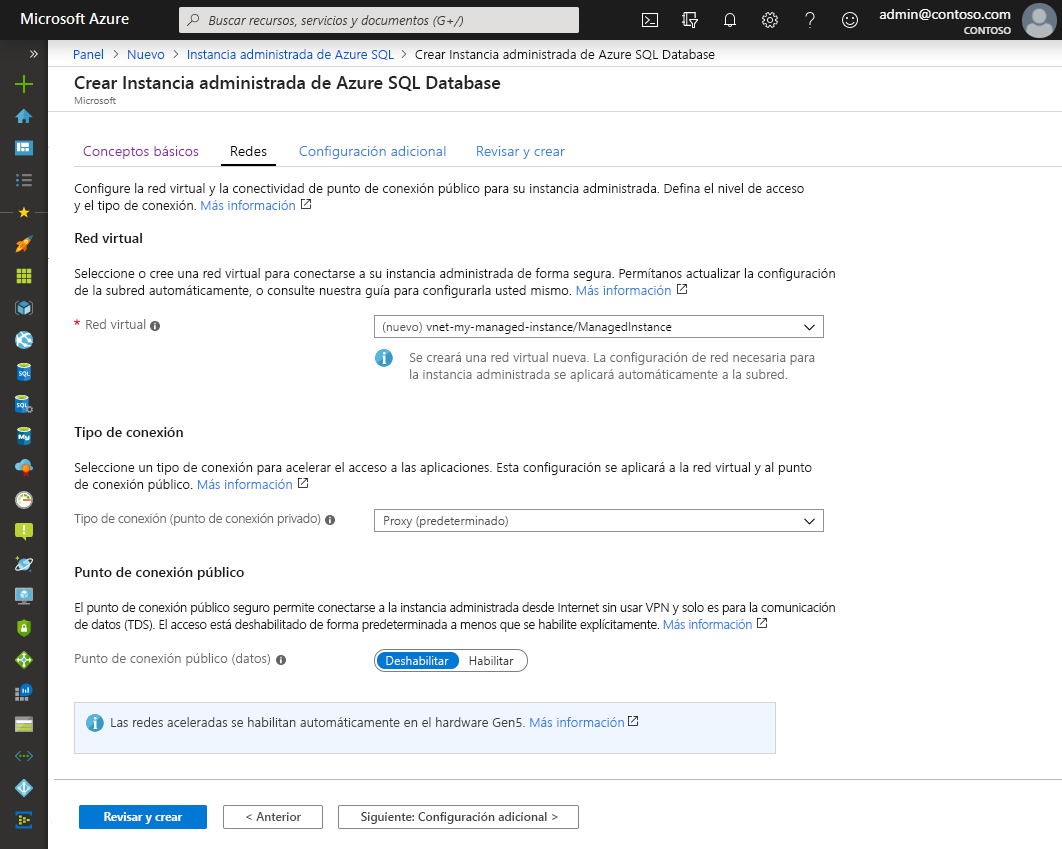 Microsoft Azure
Buscar recursos, servicios y documentos (G+/)
admin@contoso.com
CONTOSO
Panel > Nuevo > Instancia administrada de Azure SQL > Crear Instancia administrada de Azure SQL Database
Crear Instancia administrada de Azure SQL Database
Microsoft
Conceptos básicos Redes Configuración adicional Revisar y crear
Configure la red virtual y la conectividad de punto de conexión público para su instancia administrada. Defina el nivel de acceso
y el tipo de conexión. Más información
Red virtual
Seleccione o cree una red virtual para conectarse a su instancia administrada de forma segura. Permítanos actualizar la configuración
de la subred automáticamente, o consulte nuestra guía para configurarla usted mismo. Más información
* Red virtual
(nuevo) vnet-my-managed-instance/ManagedInstance
Se creará una red virtual nueva. La configuración de red necesaria para
la instancia administrada se aplicará automáticamente a la subred.
Tipo de conexión
Seleccione un tipo de conexión para acelerar el acceso a las aplicaciones. Esta configuración se aplicará a la red virtual y al punto
de conexión público. Más información
Tipo de conexión (punto de conexión privado)
Proxy (predeterminado)
Punto de conexión público
El punto de conexión público seguro permite conectarse a la instancia administrada desde Internet sin usar VPN y solo es para la comunicación
de datos (TDS). El acceso está deshabilitado de forma predeterminada a menos que se habilite explícitamente. Más información
Punto de conexión público (datos)
Deshabilitar Habilitar
Las redes aceleradas se habilitan automáticamente en el hardware Gen5. Más información
Revisar y crear
< Anterior
Siguiente: Configuración adicional >
SQL
SQL
My